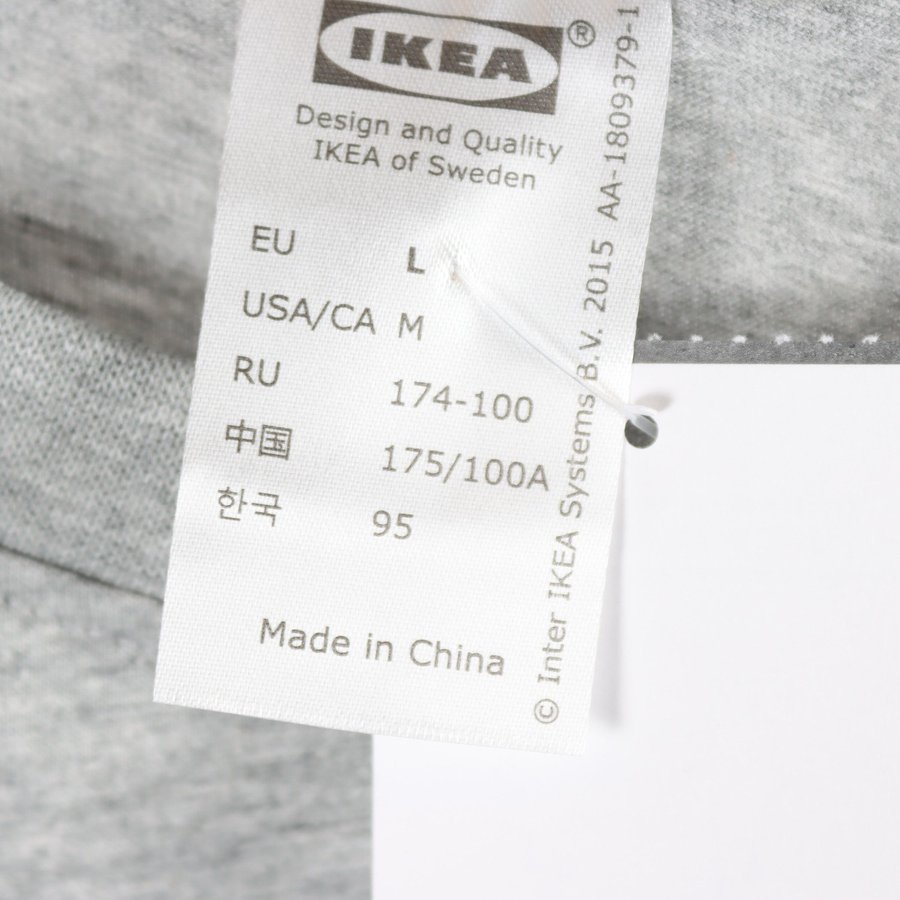 IKEA®
Design and Quality
IKEA of Sweden
EU L
USA/CA M
RU 174-100
中国 175/100A
한국 95
Made in China
© Inter IKEA Systems B.V. 2015 AA-1809379-1